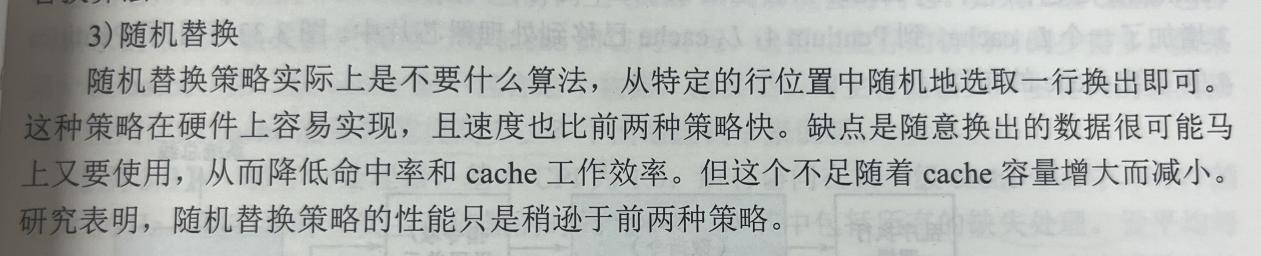 3)随机替换
随机替换策略实际上是不要什么算法，从特定的行位置中随机地选取一行换出即可。
这种策略在硬件上容易实现，且速度也比前两种策略快。缺点是随意换出的数据很可能马
上又要使用，从而降低命中率和 cache 工作效率。但这个不足随着 cache 容量增大而减小。
研究表明，随机替换策略的性能只是稍逊于前两种策略。